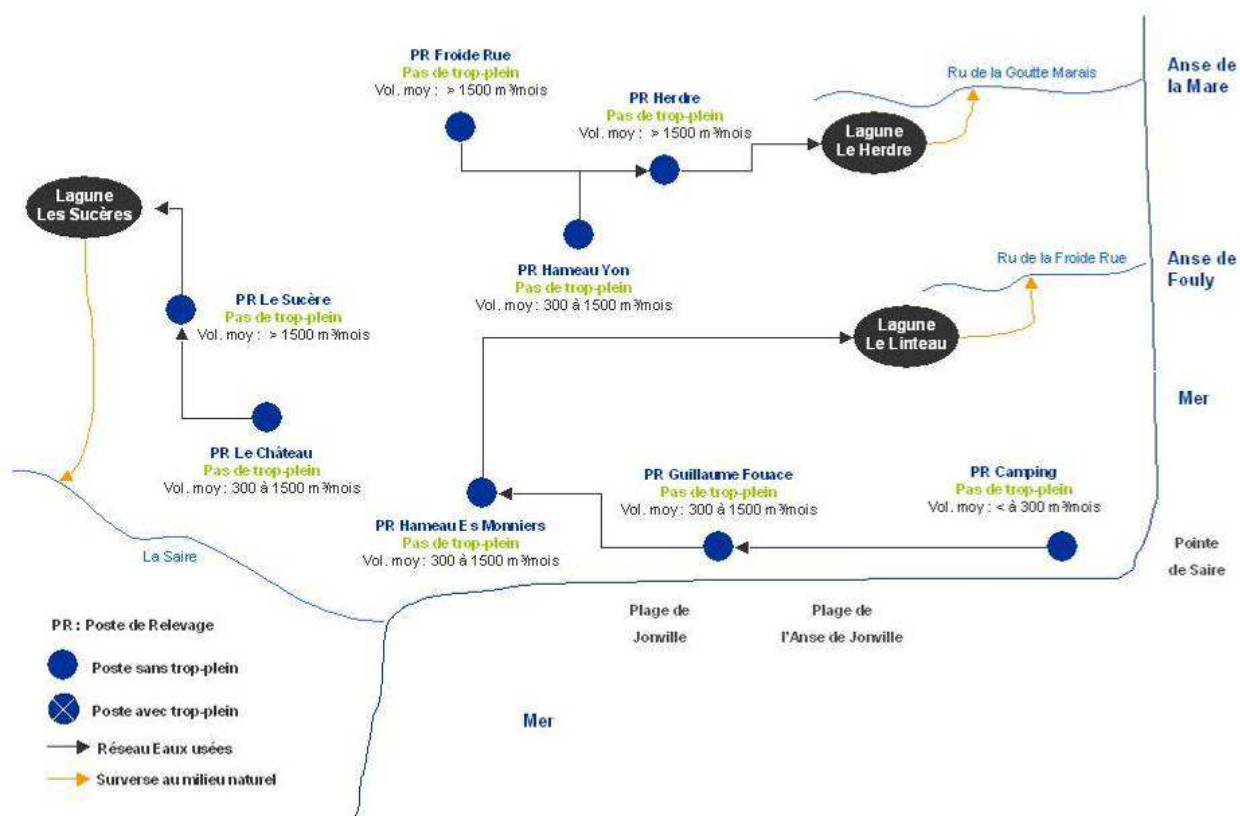 PR Froide Rue
Pas de trop-plein
Vol. moy : > 1500 m³/mois
PR Herdre
Pas de trop-plein
Vol. moy : > 1500 m³/mois
Ru de la Goutte Marais
Anse de
la Mare
Lagune
Le Herdre
Lagune
Les Sucères
PR Hameau Yon
Pas de trop-plein
Vol. moy : 300 à 1500 m³/mois
Ru de la Froide Rue
Anse de
Fouly
PR Le Sucère
Pas de trop-plein
Vol. moy : > 1500 m³/mois
Lagune
Le Linteau
Mer
PR Le Château
Pas de trop-plein
Vol. moy : 300 à 1500 m³/mois
PR Guillaume Fouace
Pas de trop-plein
Vol. moy : 300 à 1500 m³/mois
PR Camping
Pas de trop-plein
Vol. moy : < à 300 m³/mois
PR Hameau Es Monniers
Pas de trop-plein
Vol. moy : 300 à 1500 m³/mois
La Saire
Pointe
de Saire
Plage de
Jonville
Plage de
l'Anse de Jonville
PR : Poste de Relevage
Poste sans trop-plein
Poste avec trop-plein
Réseau Eaux usées
Surverse au milieu naturel
Mer